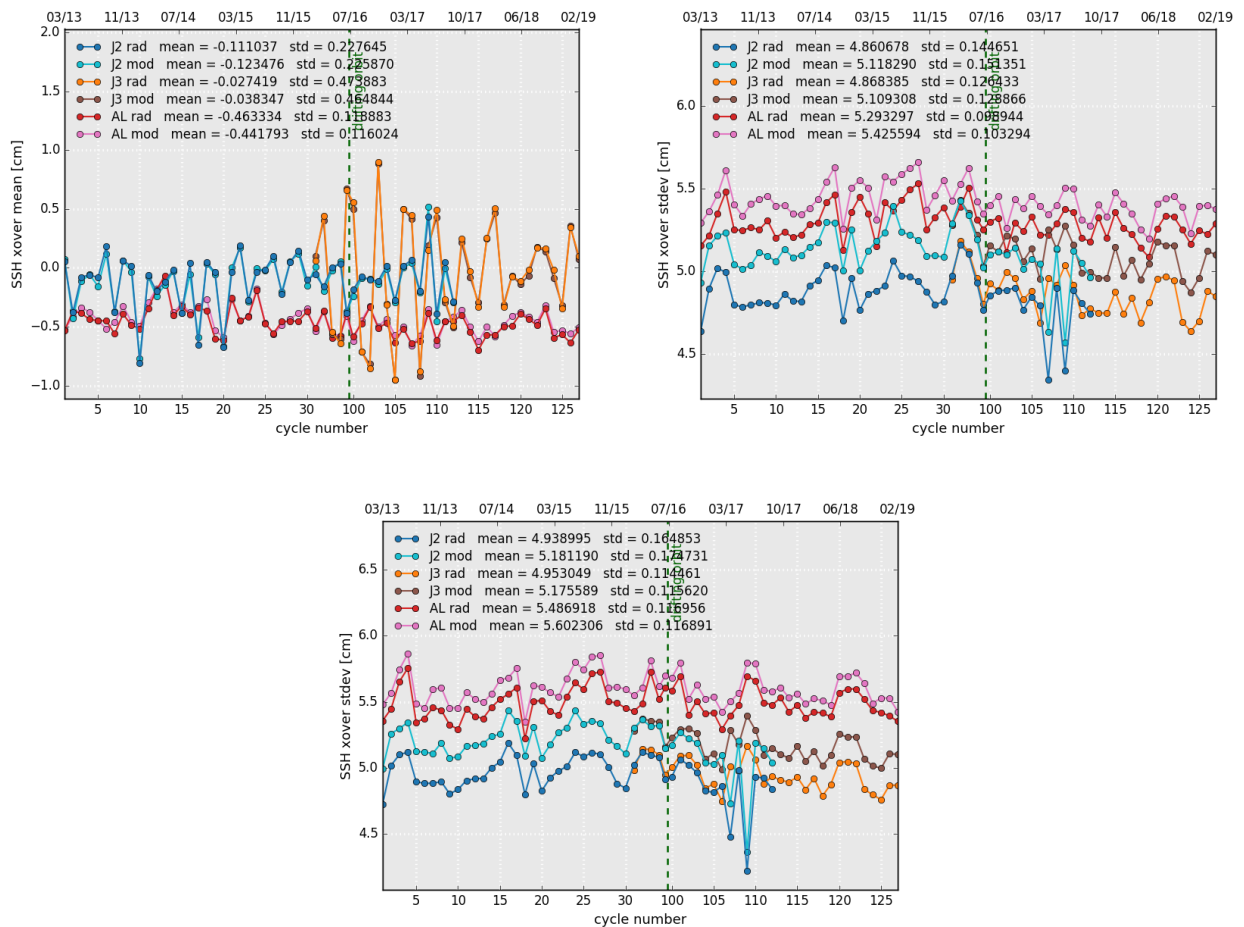 03/13 11/13 07/14 03/15 11/15 07/16 03/17 10/17 06/18 02/19
2.0
1.5
1.0
0.5
0.0
−0.5
−1.0
SSH xover mean [cm]
J2 rad mean = -0.111037 std = 0.227645
J2 mod mean = -0.123476 std = 0.225870
J3 rad mean = -0.027419 std = 0.473883
J3 mod mean = -0.038347 std = 0.464844
AL rad mean = -0.463334 std = 0.118883
AL mod mean = -0.441793 std = 0.116024
drifting orbit
5 10 15 20 25 30 100 105 110 115 120 125
cycle number
03/13 11/13 07/14 03/15 11/15 07/16 03/17 10/17 06/18 02/19
6.0
5.5
5.0
4.5
SSH xover stdev [cm]
J2 rad mean = 4.860678 std = 0.144651
J2 mod mean = 5.118290 std = 0.151351
J3 rad mean = 4.868385 std = 0.126433
J3 mod mean = 5.109308 std = 0.128866
AL rad mean = 5.293297 std = 0.098944
AL mod mean = 5.425594 std = 0.103294
drifting orbit
5 10 15 20 25 30 100 105 110 115 120 125
cycle number
03/13 11/13 07/14 03/15 11/15 07/16 03/17 10/17 06/18 02/19
6.5
6.0
5.5
5.0
4.5
SSH xover stdev [cm]
J2 rad mean = 4.938995 std = 0.164853
J2 mod mean = 5.181190 std = 0.174731
J3 rad mean = 4.953049 std = 0.114461
J3 mod mean = 5.175589 std = 0.115620
AL rad mean = 5.486918 std = 0.116956
AL mod mean = 5.602306 std = 0.116891
drifting orbit
5 10 15 20 25 30 100 105 110 115 120 125
cycle number